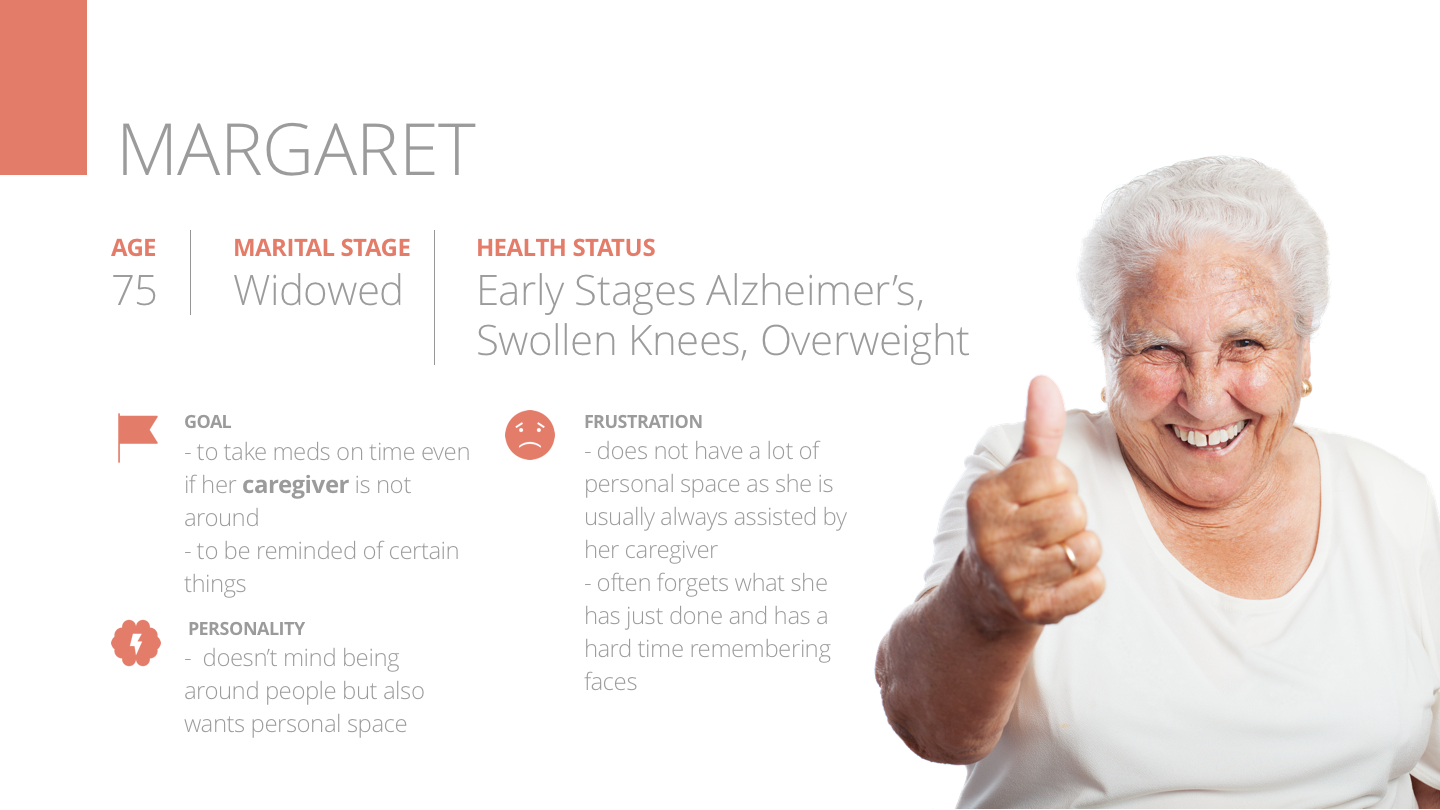 MARGARET
AGE
75
MARITAL STAGE
Widowed
HEALTH STATUS
Early Stages Alzheimer’s,
Swollen Knees, Overweight
GOAL
- to take meds on time even
if her caregiver is not
around
- to be reminded of certain
things
PERSONALITY
- doesn’t mind being
around people but also
wants personal space
FRUSTRATION
- does not have a lot of
personal space as she is
usually always assisted by
her caregiver
- often forgets what she
has just done and has a
hard time remembering
faces